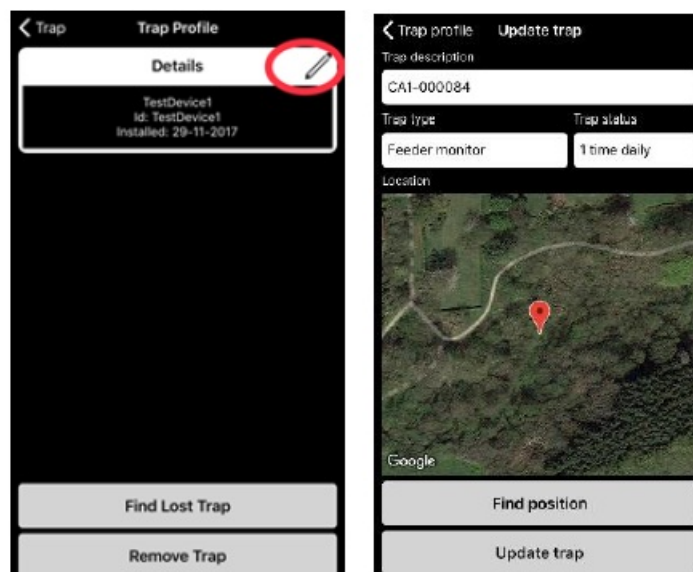 Trap
Trap Profile
Details
TestDevice1
Id: TestDevice1
Installed: 29-11-2017
Find Lost Trap
Remove Trap
Trap profile
Update trap
Trap description
CA1-000084
Trap type
Trap status
Feeder monitor
1 time daily
Location
Google
Find position
Update trap